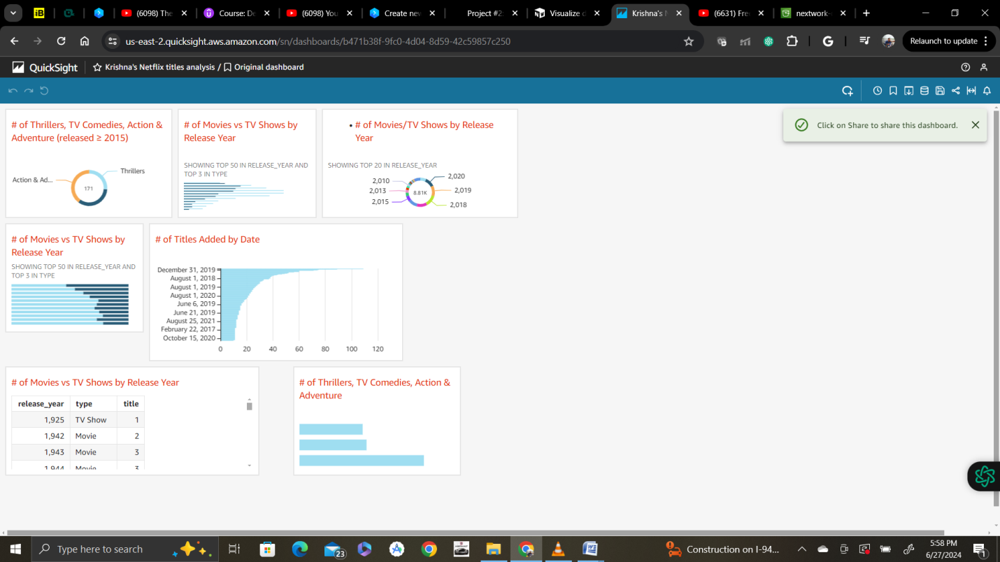 (6098) The
Course: De
(6098) You
Create nev
Project #2:
Visualize d
Krishna's N
(6631) Fre
nextwork-
us-east-2.quicksight.aws.amazon.com/sn/dashboards/b471b38f-9fc0-4d04-8d59-42c59857c250
Relaunch to update
QuickSight
Krishna's Netflix titles analysis / Original dashboard
Click on Share to share this dashboard.
# of Thrillers, TV Comedies, Action &
Adventure (released ≥ 2015)
Thrillers
Action & Ad...
171
# of Movies vs TV Shows by
Release Year
SHOWING TOP 50 IN RELEASE_YEAR AND
TOP 3 IN TYPE
• # of Movies/TV Shows by Release
Year
SHOWING TOP 20 IN RELEASE_YEAR
2,010
2,013
2,015
8.81K
2,020
2,019
2,018
# of Movies vs TV Shows by
Release Year
SHOWING TOP 50 IN RELEASE_YEAR AND
TOP 3 IN TYPE
# of Titles Added by Date
December 31, 2019
August 1, 2018
August 1, 2019
August 1, 2020
June 6, 2019
June 21, 2019
August 25, 2021
February 22, 2017
October 15, 2020
0 20 40 60 80 100 120
# of Movies vs TV Shows by Release Year
release_year type title
1,925 TV Show 1
1,942 Movie 2
1,943 Movie 3
1,944 Movie 3
# of Thrillers, TV Comedies, Action &
Adventure
Type here to search
23
Construction on I-94...
5:58 PM
6/27/2024
1